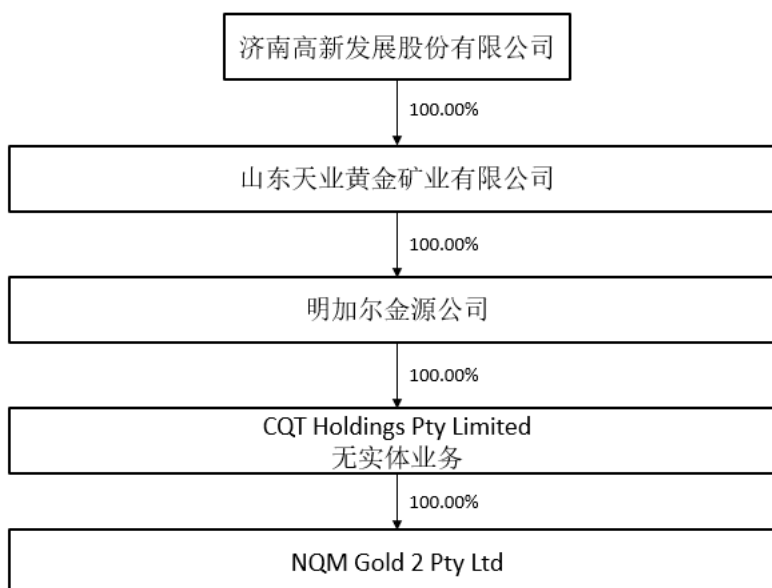 济南高新发展股份有限公司
100.00%
山东天业黄金矿业有限公司
100.00%
明加尔金源公司
100.00%
CQT Holdings Pty Limited
无实体业务
100.00%
NQM Gold 2 Pty Ltd